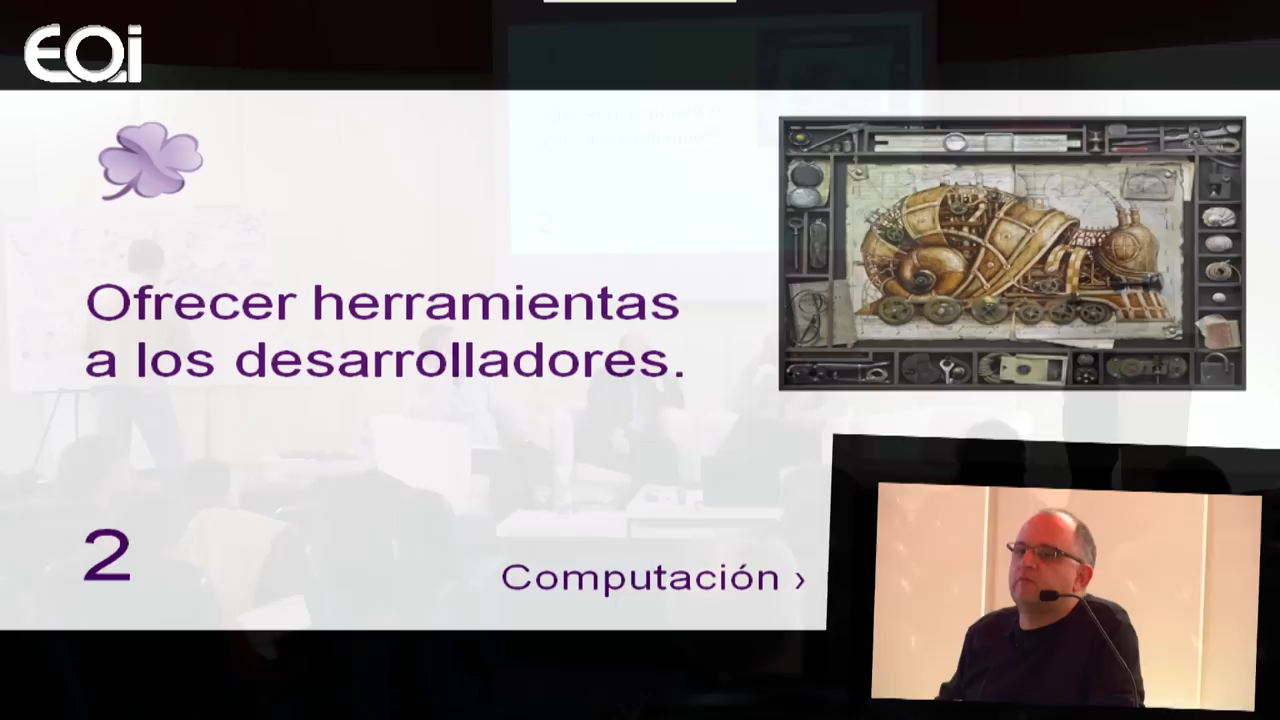 EOi
Ofrecer herramientas
a los desarrolladores.
2
Computación ›